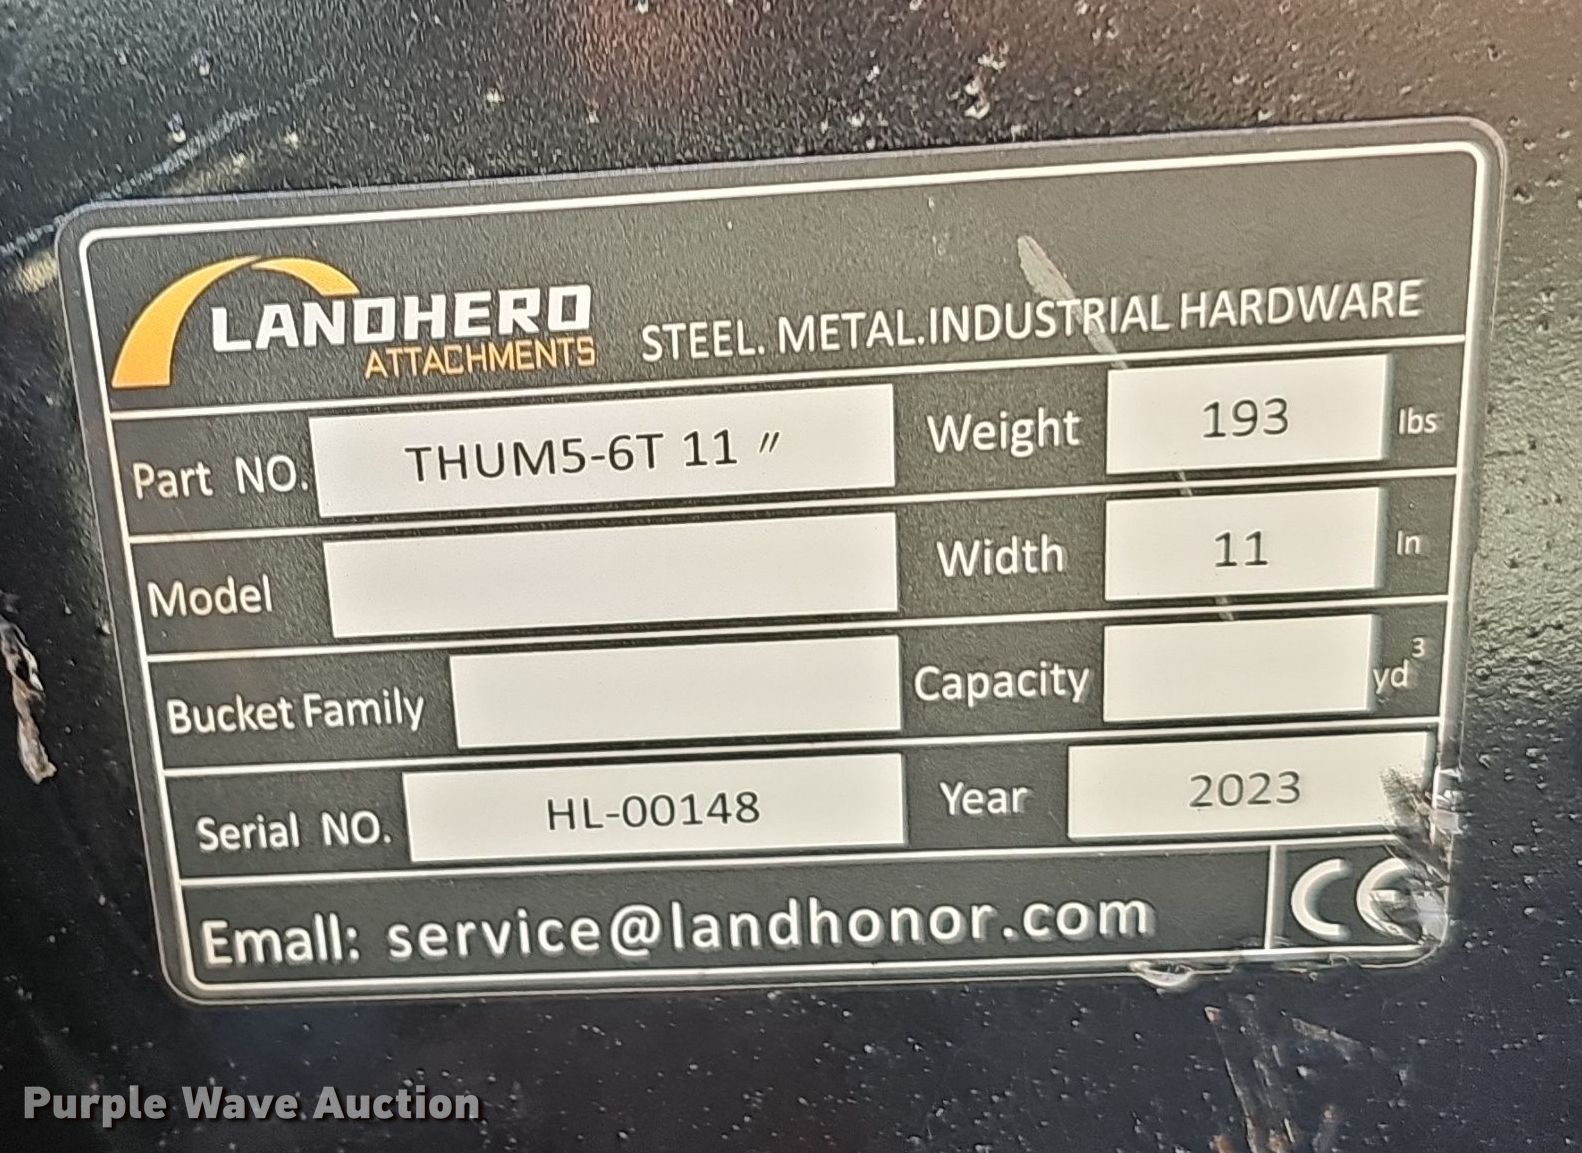 LANDHERO
ATTACHMENTS
STEEL. METAL.INDUSTRIAL HARDWARE
Part NO. THUM5-6T 11 〃 Weight 193 lbs
Model Width 11 In
Bucket Family Capacity yd³
Serial NO. HL-00148 Year 2023
Emall: service@landhonor.com CE
Purple Wave Auction